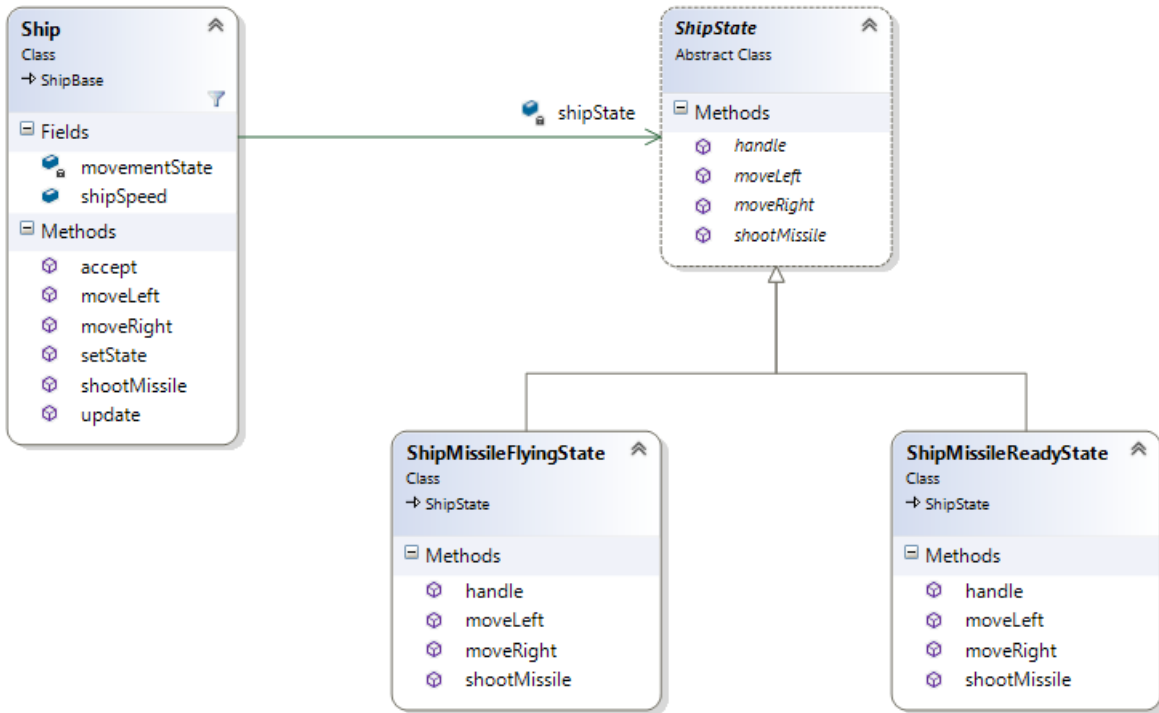 Ship
Class
ShipBase
Fields
movementState
shipSpeed
Methods
accept
moveLeft
moveRight
setState
shootMissile
update
shipState
ShipState
Abstract Class
Methods
handle
moveLeft
moveRight
shootMissile
ShipMissileFlyingState
Class
ShipState
Methods
handle
moveLeft
moveRight
shootMissile
ShipMissileReadyState
Class
ShipState
Methods
handle
moveLeft
moveRight
shootMissile